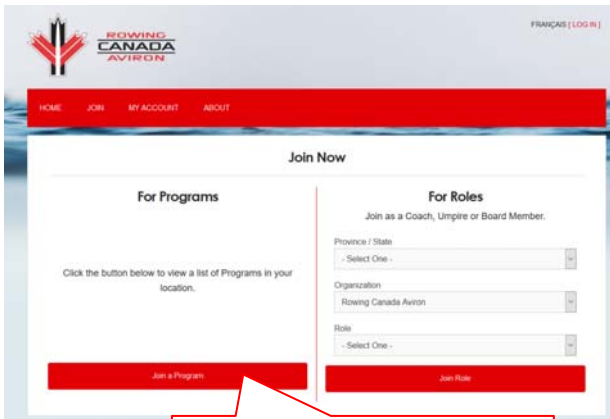 ROWING
CANADA
AVIRON
FRANÇAIS [ LOG IN ]
HOME JOIN MY ACCOUNT ABOUT
Join Now
For Programs
Click the button below to view a list of Programs in your
location.
Join a Program
For Roles
Join as a Coach, Umpire or Board Member.
Province / State
- Select One -
Organization
Rowing Canada Aviron
Role
- Select One -
Join Role